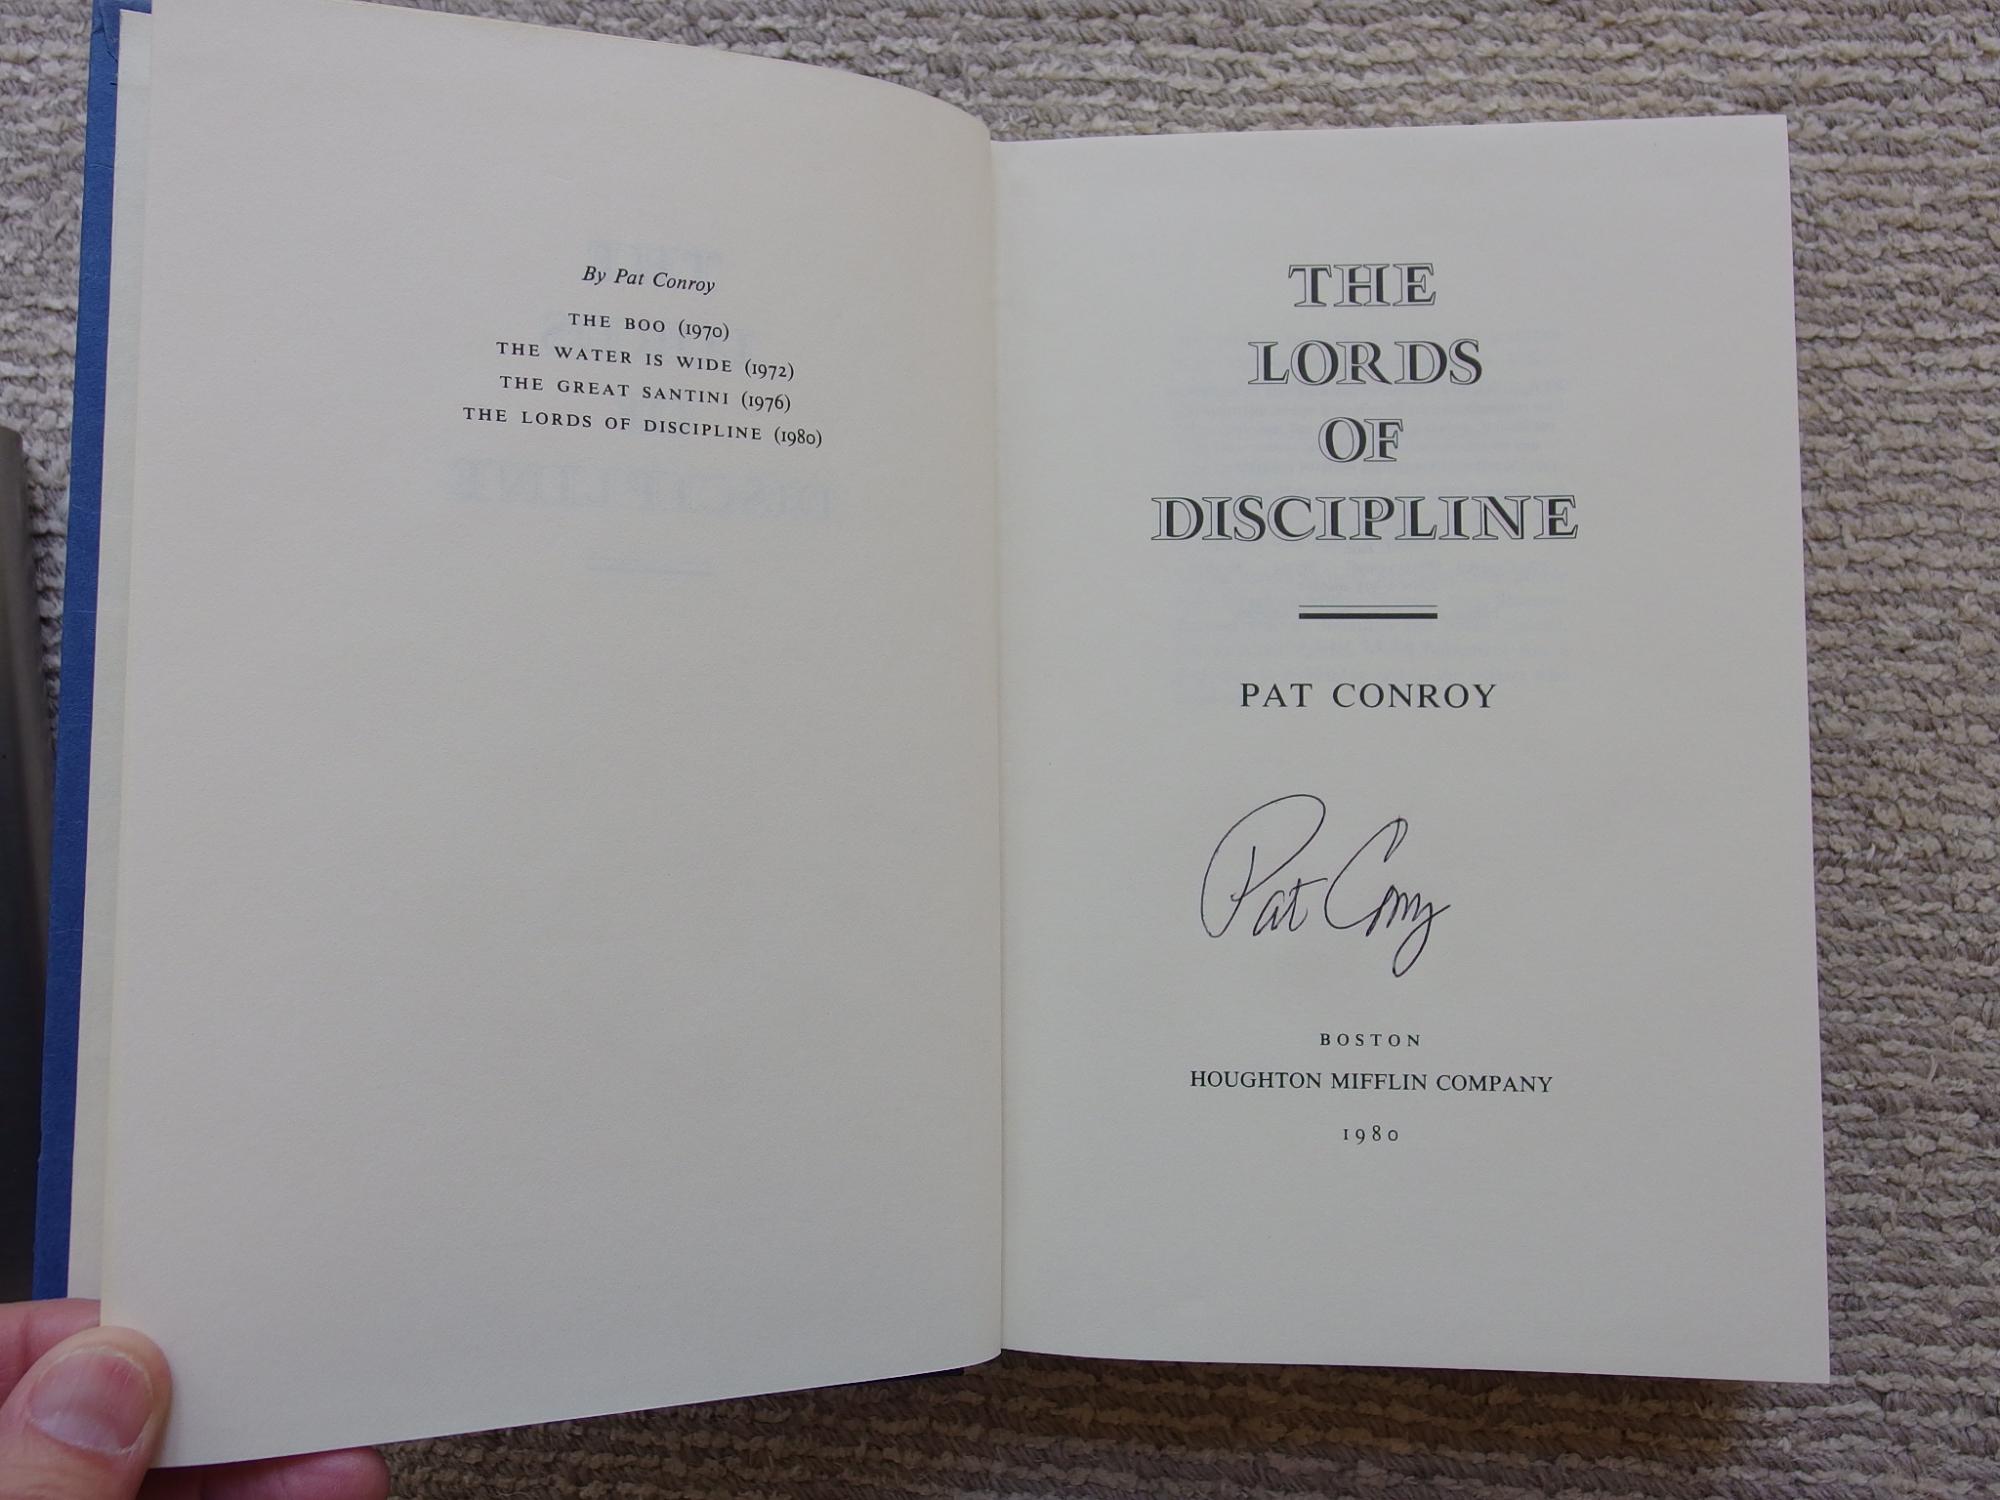 By Pat Conroy
THE BOO (1970)
THE WATER IS WIDE (1972)
THE GREAT SANTINI (1976)
THE LORDS OF DISCIPLINE (1980)
THE
LORDS
OF
DISCIPLINE
PAT CONROY
Pat Conroy
BOSTON
HOUGHTON MIFFLIN COMPANY
1980